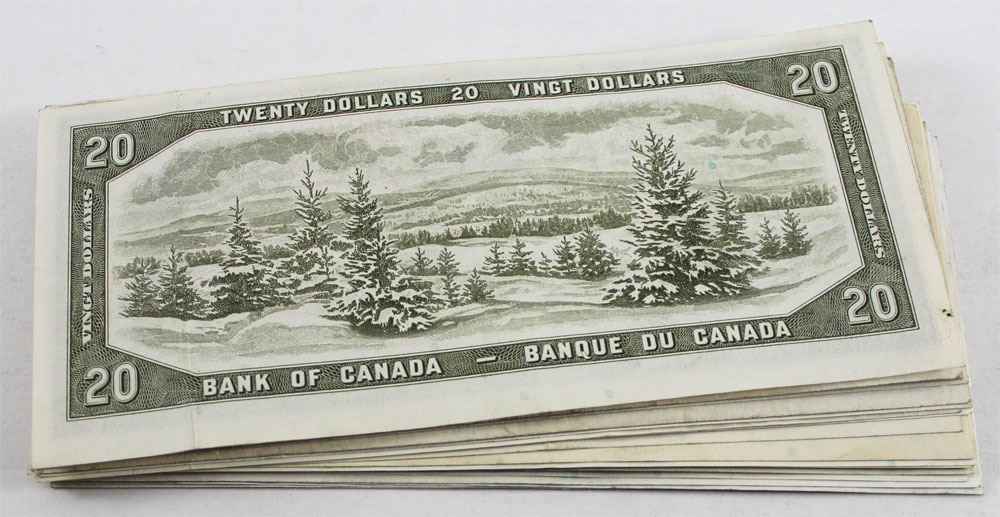 TWENTY DOLLARS 20 VINGT DOLLARS
20
20
VINGT DOLLARS
TWENTY DOLLARS
20
20
BANK OF CANADA — BANQUE DU CANADA